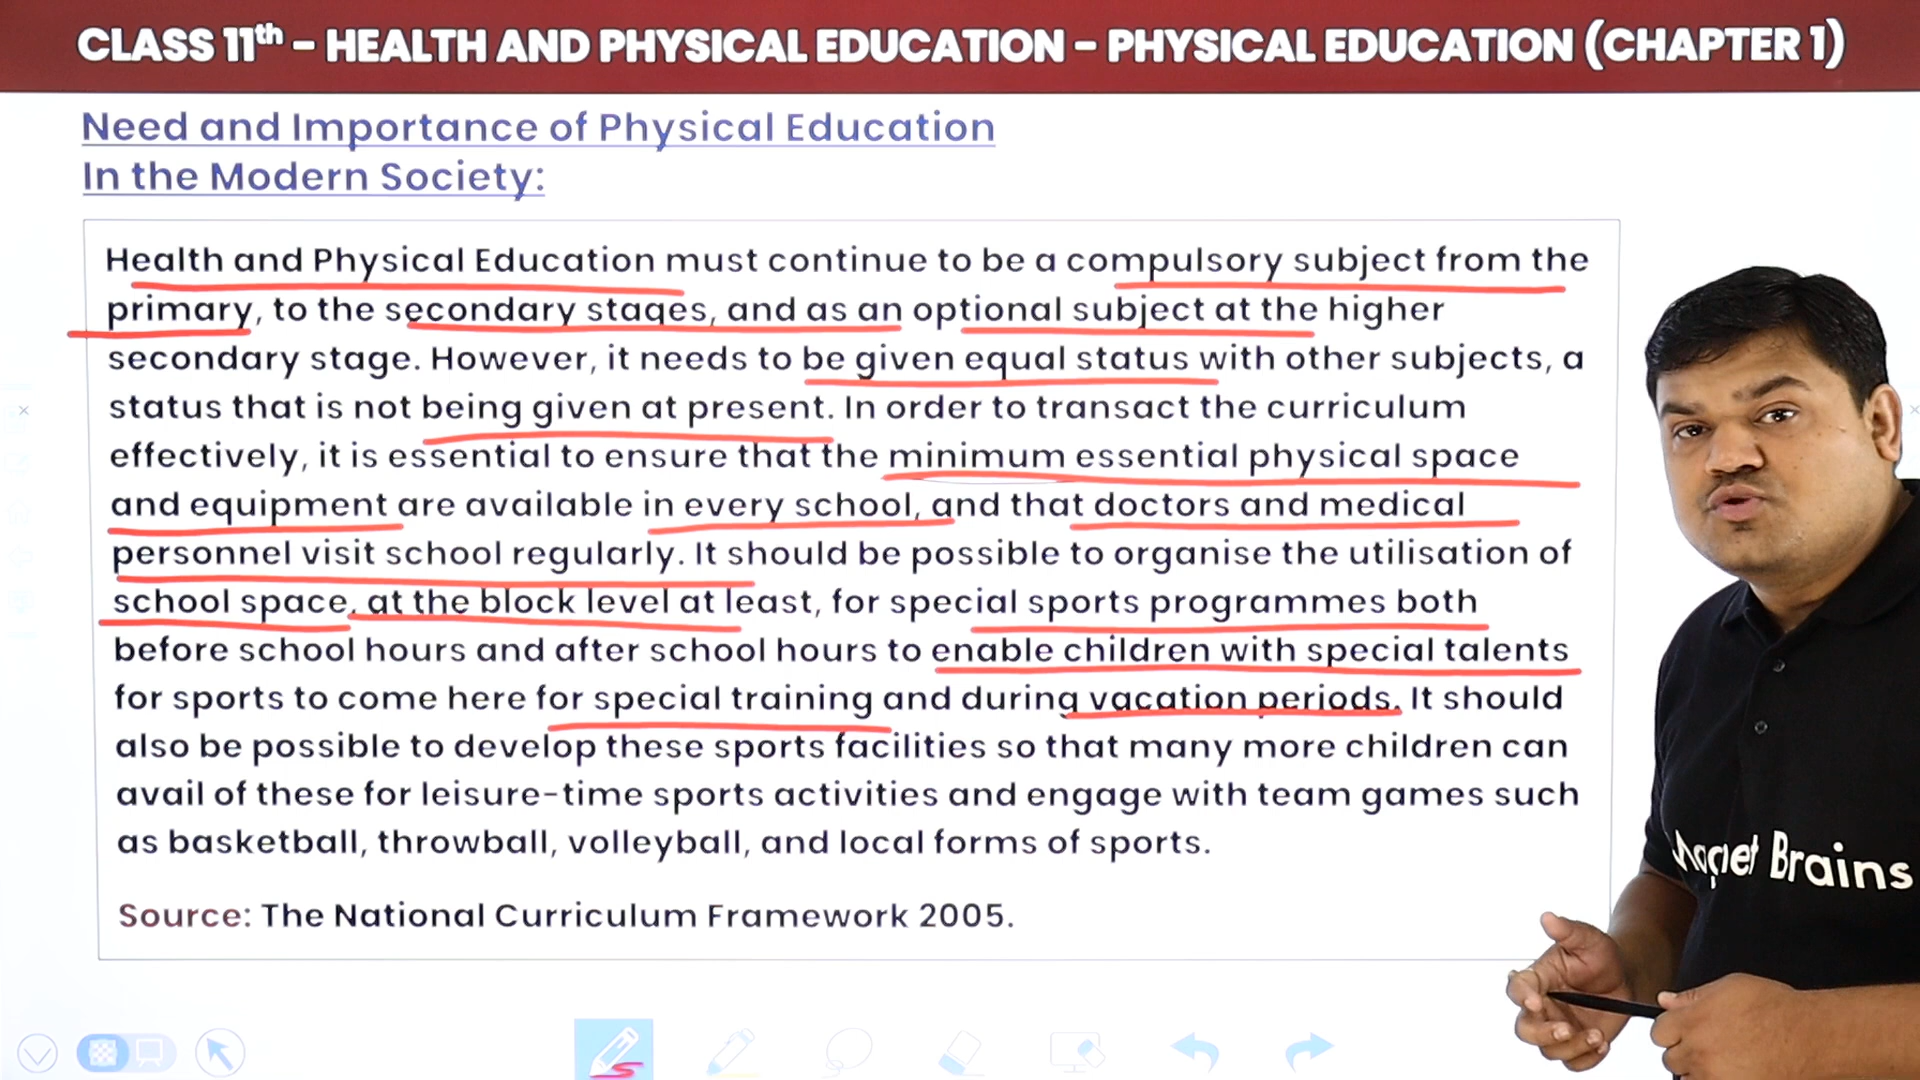 CLASS 11th – HEALTH AND PHYSICAL EDUCATION – PHYSICAL EDUCATION (CHAPTER 1)
Need and Importance of Physical Education
In the Modern Society:
Health and Physical Education must continue to be a compulsory subject from the
primary, to the secondary stages, and as an optional subject at the higher
secondary stage. However, it needs to be given equal status with other subjects, a
status that is not being given at present. In order to transact the curriculum
effectively, it is essential to ensure that the minimum essential physical space
and equipment are available in every school, and that doctors and medical
personnel visit school regularly. It should be possible to organise the utilisation of
school space, at the block level at least, for special sports programmes both
before school hours and after school hours to enable children with special talents
for sports to come here for special training and during vacation periods. It should
also be possible to develop these sports facilities so that many more children can
avail of these for leisure-time sports activities and engage with team games such
as basketball, throwball, volleyball, and local forms of sports.
Source: The National Curriculum Framework 2005.
Magnet Brains